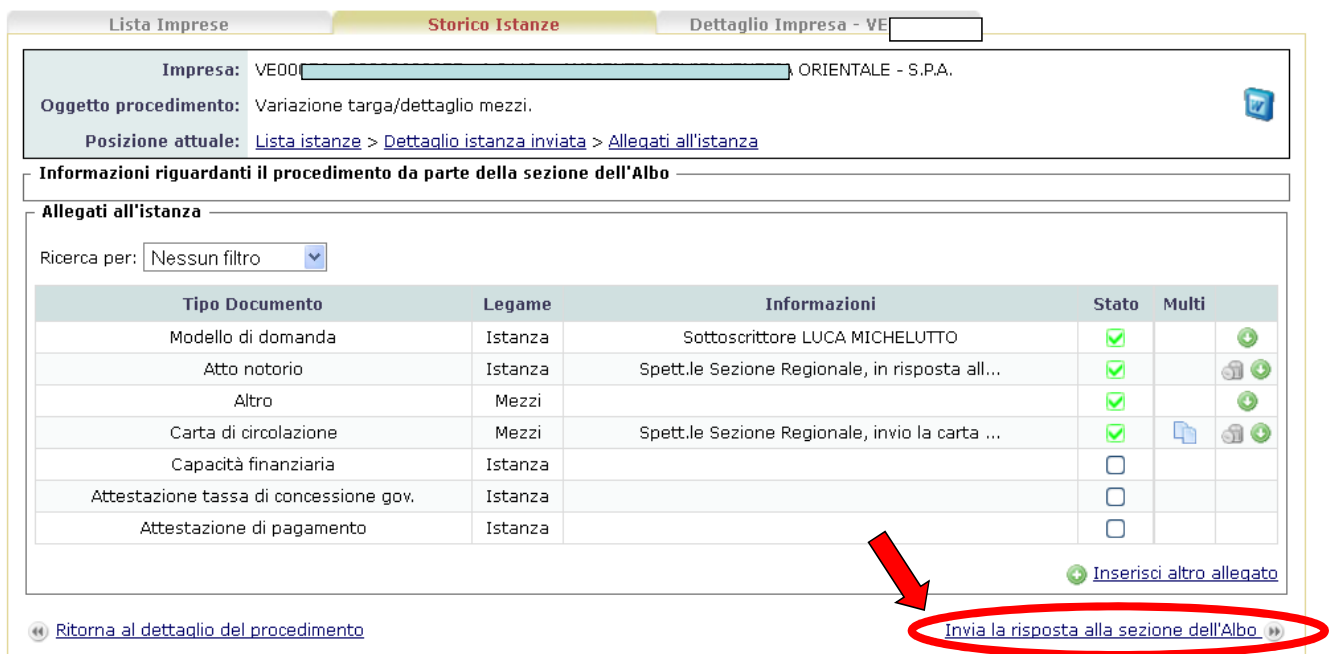 Lista Imprese Storico Istanze Dettaglio Impresa - VE
Impresa: VE00 ORIENTALE - S.P.A.
Oggetto procedimento: Variazione targa/dettaglio mezzi.
Posizione attuale: Lista istanze > Dettaglio istanza inviata > Allegati all'istanza
Informazioni riguardanti il procedimento da parte della sezione dell'Albo
Allegati all'istanza
Ricerca per: Nessun filtro
Tipo Documento Legame Informazioni Stato Multi
Modello di domanda Istanza Sottoscrittore LUCA MICHELUTTO
Atto notorio Istanza Spett.le Sezione Regionale, in risposta all...
Altro Mezzi
Carta di circolazione Mezzi Spett.le Sezione Regionale, invio la carta ...
Capacità finanziaria Istanza
Attestazione tassa di concessione gov. Istanza
Attestazione di pagamento Istanza
Inserisci altro allegato
Ritorna al dettaglio del procedimento Invia la risposta alla sezione dell'Albo